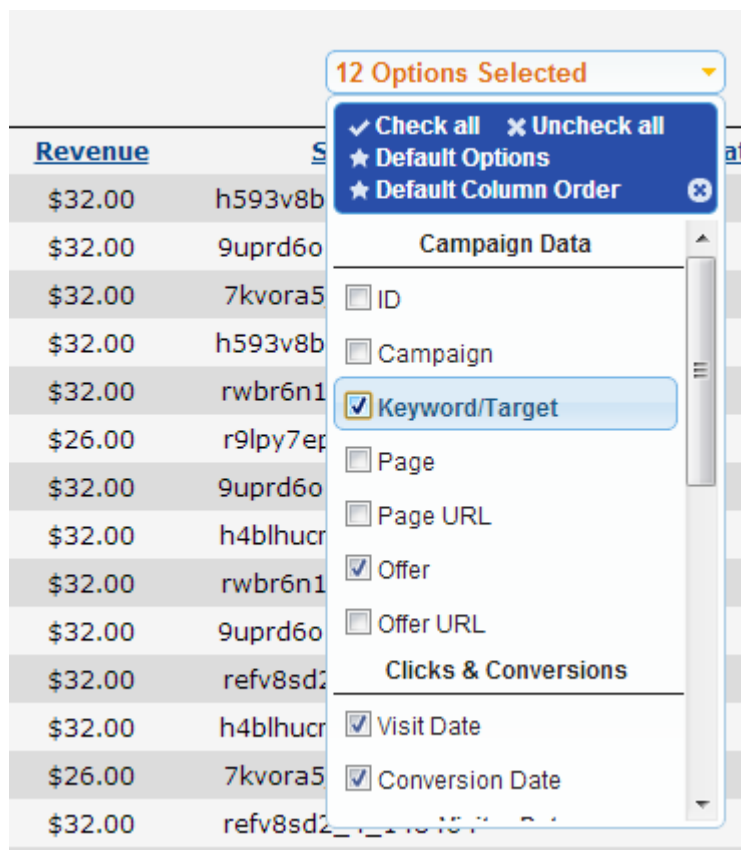 12 Options Selected
Check all Uncheck all
Default Options
Default Column Order
Revenue S
$32.00 h593v8b
$32.00 9uprd6o
$32.00 7kvora5
$32.00 h593v8b
$32.00 rwbr6n1
$26.00 r9lpy7ep
$32.00 9uprd6o
$32.00 h4blhucr
$32.00 rwbr6n1
$32.00 9uprd6o
$32.00 refv8sd2
$32.00 h4blhucr
$26.00 7kvora5
$32.00 refv8sd2
Campaign Data
ID
Campaign
Keyword/Target
Page
Page URL
Offer
Offer URL
Clicks & Conversions
Visit Date
Conversion Date